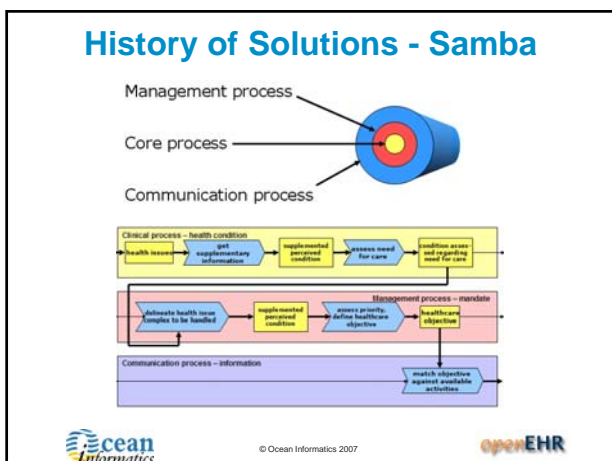 History of Solutions - Samba
Management process
Core process
Communication process
Clinical process – health condition
health issues
get
supplementary
information
supplemented
perceived
condition
assess need
for care
condition asses-
sed regarding
need for care
Management process – mandate
delineate health issue
complex to be handled
supplemented
perceived
condition
assess priority,
define healthcare
objective
healthcare
objective
Communication process – information
match objective
against available
activities
Ocean
Informatics
© Ocean Informatics 2007
openEHR